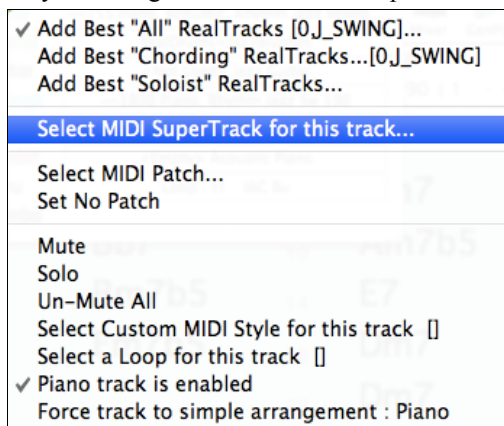 Add Best "All" RealTracks [0,J_SWING]...
Add Best "Chording" RealTracks...[0,J_SWING]
Add Best "Soloist" RealTracks...
Select MIDI SuperTrack for this track...
Select MIDI Patch...
Set No Patch
Mute
Solo
Un-Mute All
Select Custom MIDI Style for this track []
Select a Loop for this track []
Piano track is enabled
Force track to simple arrangement : Piano